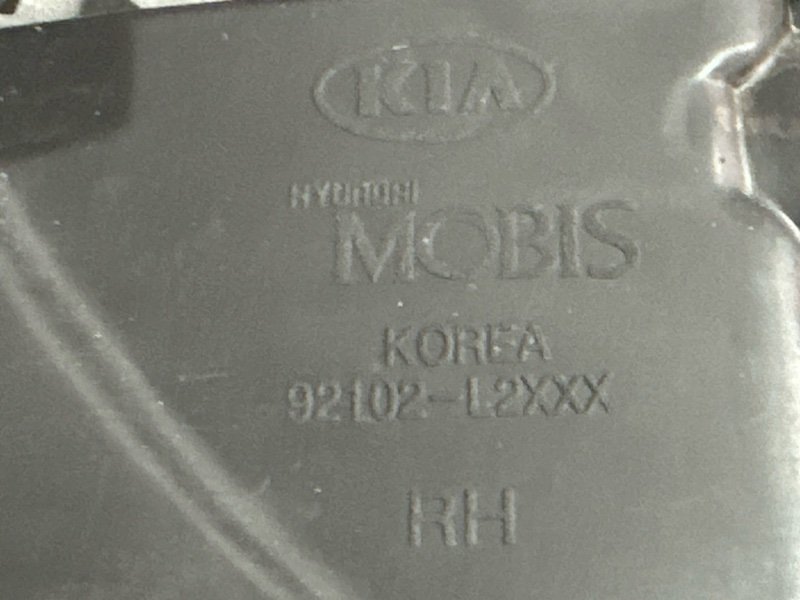 KIA
HYUNDAI
MOBIS
KOREA
92102-L2XXX
RH